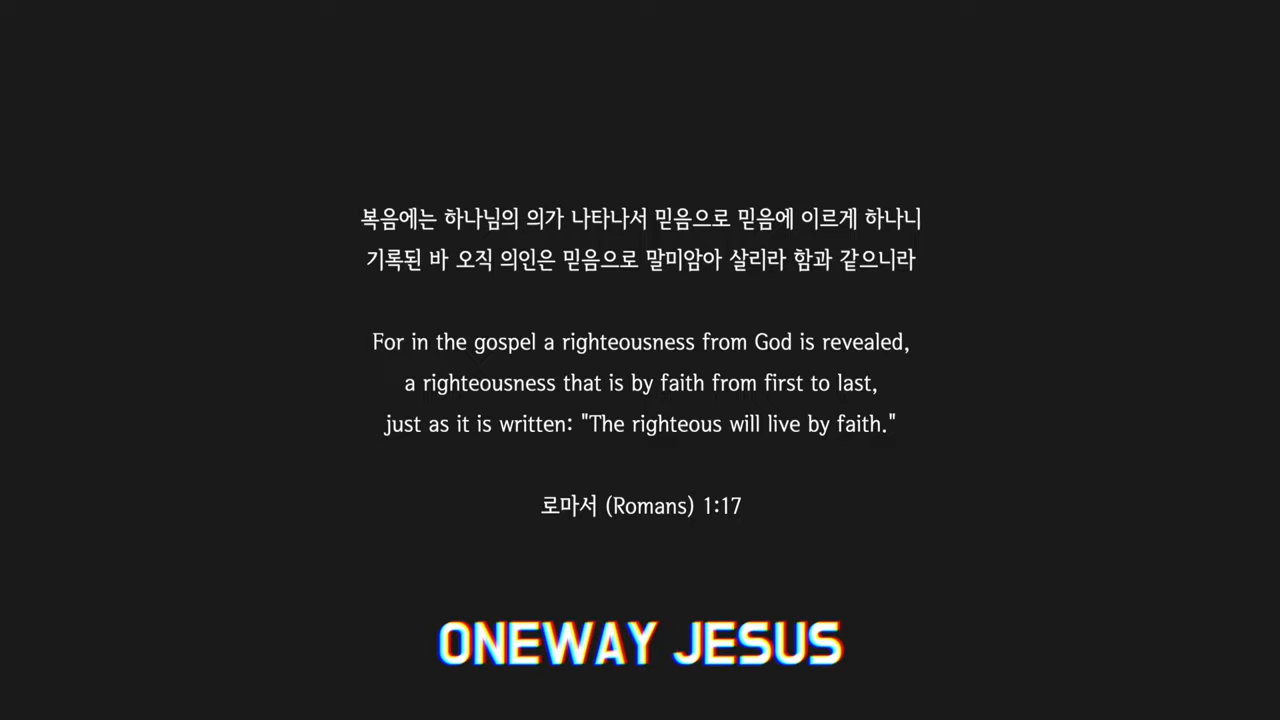 복음에는 하나님의 의가 나타나서 믿음으로 믿음에 이르게 하나니
기록된 바 오직 의인은 믿음으로 말미암아 살리라 함과 같으니라
For in the gospel a righteousness from God is revealed,
a righteousness that is by faith from first to last,
just as it is written: "The righteous will live by faith."
로마서 (Romans) 1:17
ONEWAY JESUS